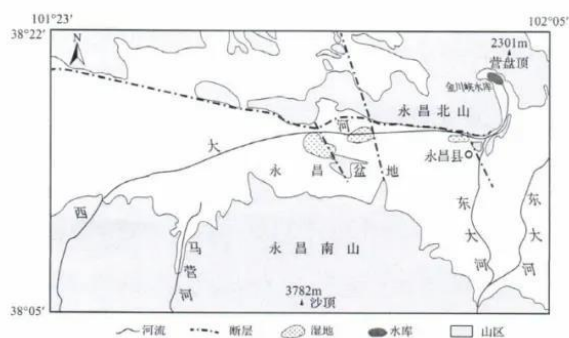 101°23′
102°05′
38°22′
N
2301m
营盘顶
金川峡水库
永昌北山
河
大
永昌县
永昌盆地
西
东
大
河
东
大
河
马
营
河
永昌南山
河
3782m
沙顶
38°05′
河流
断层
湿地
水库
山区